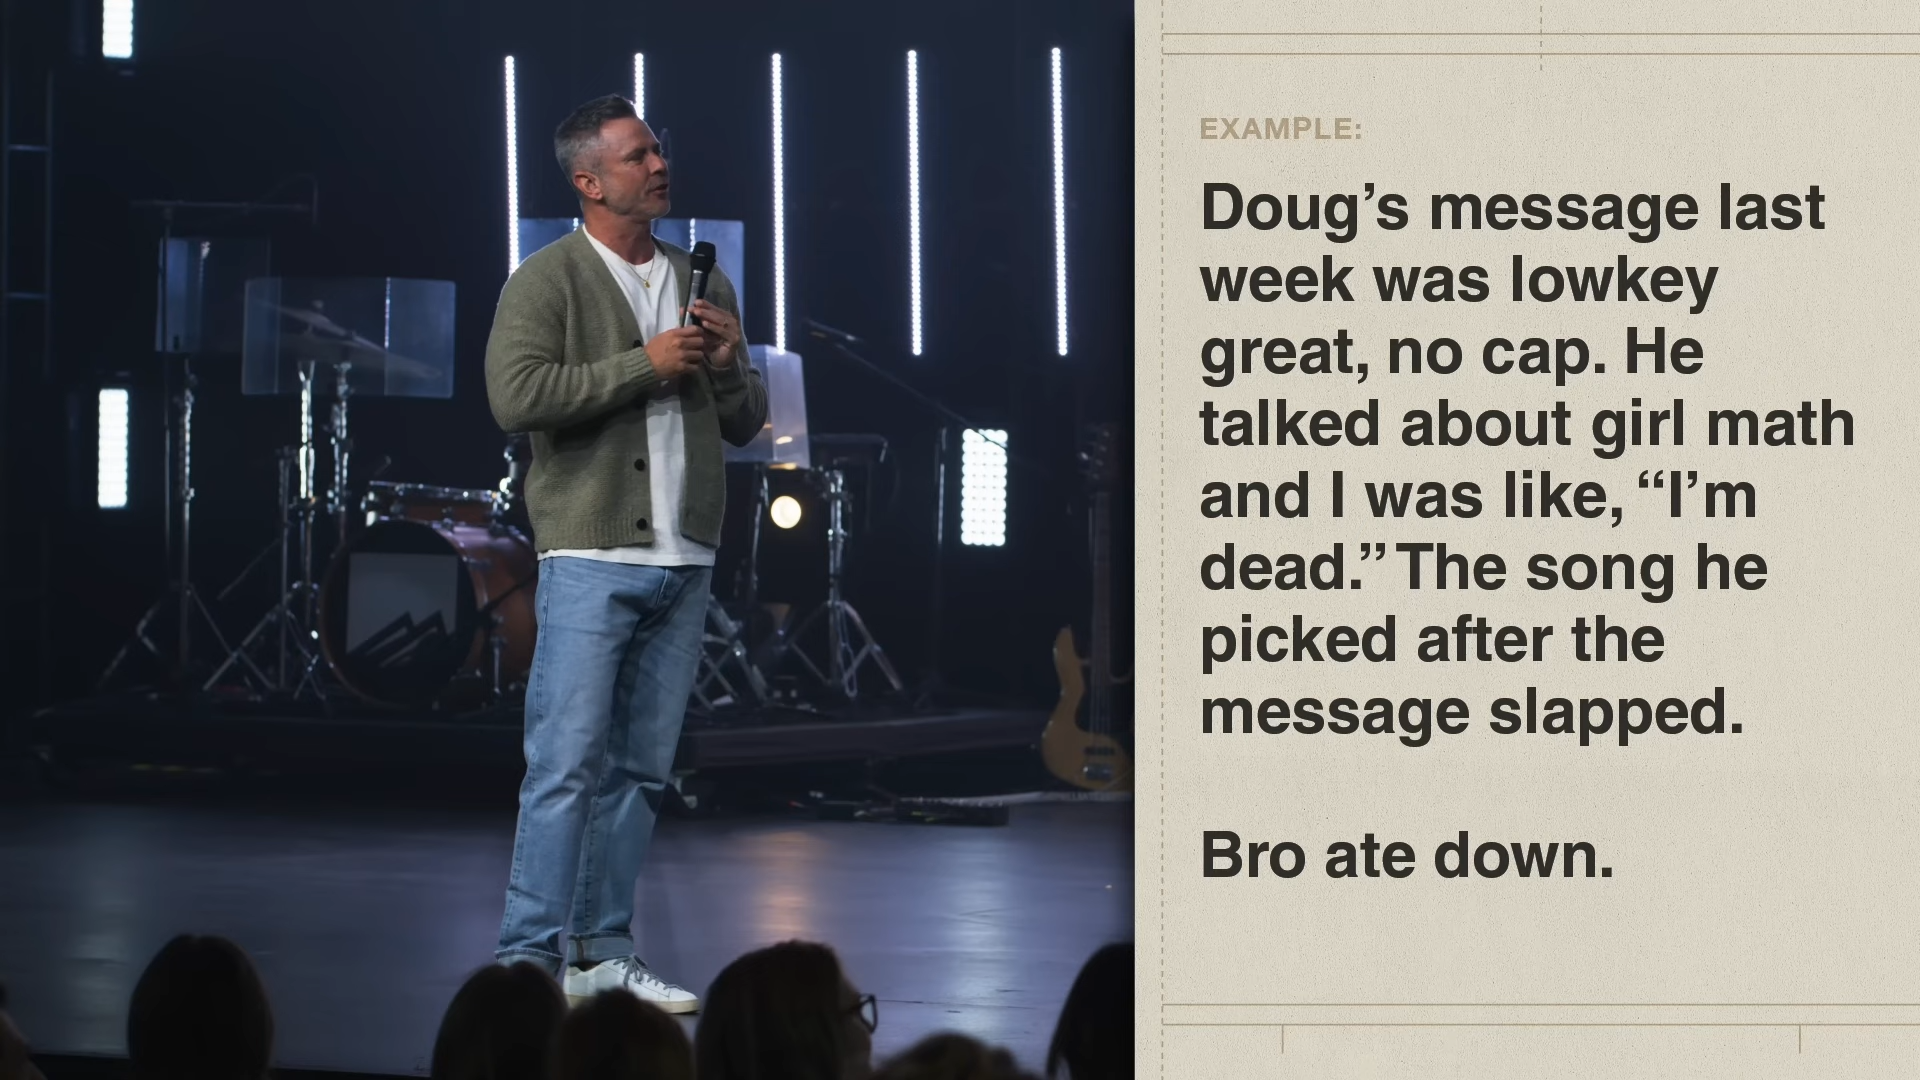 EXAMPLE:
Doug’s message last
week was lowkey
great, no cap. He
talked about girl math
and I was like, “I’m
dead.” The song he
picked after the
message slapped.
Bro ate down.